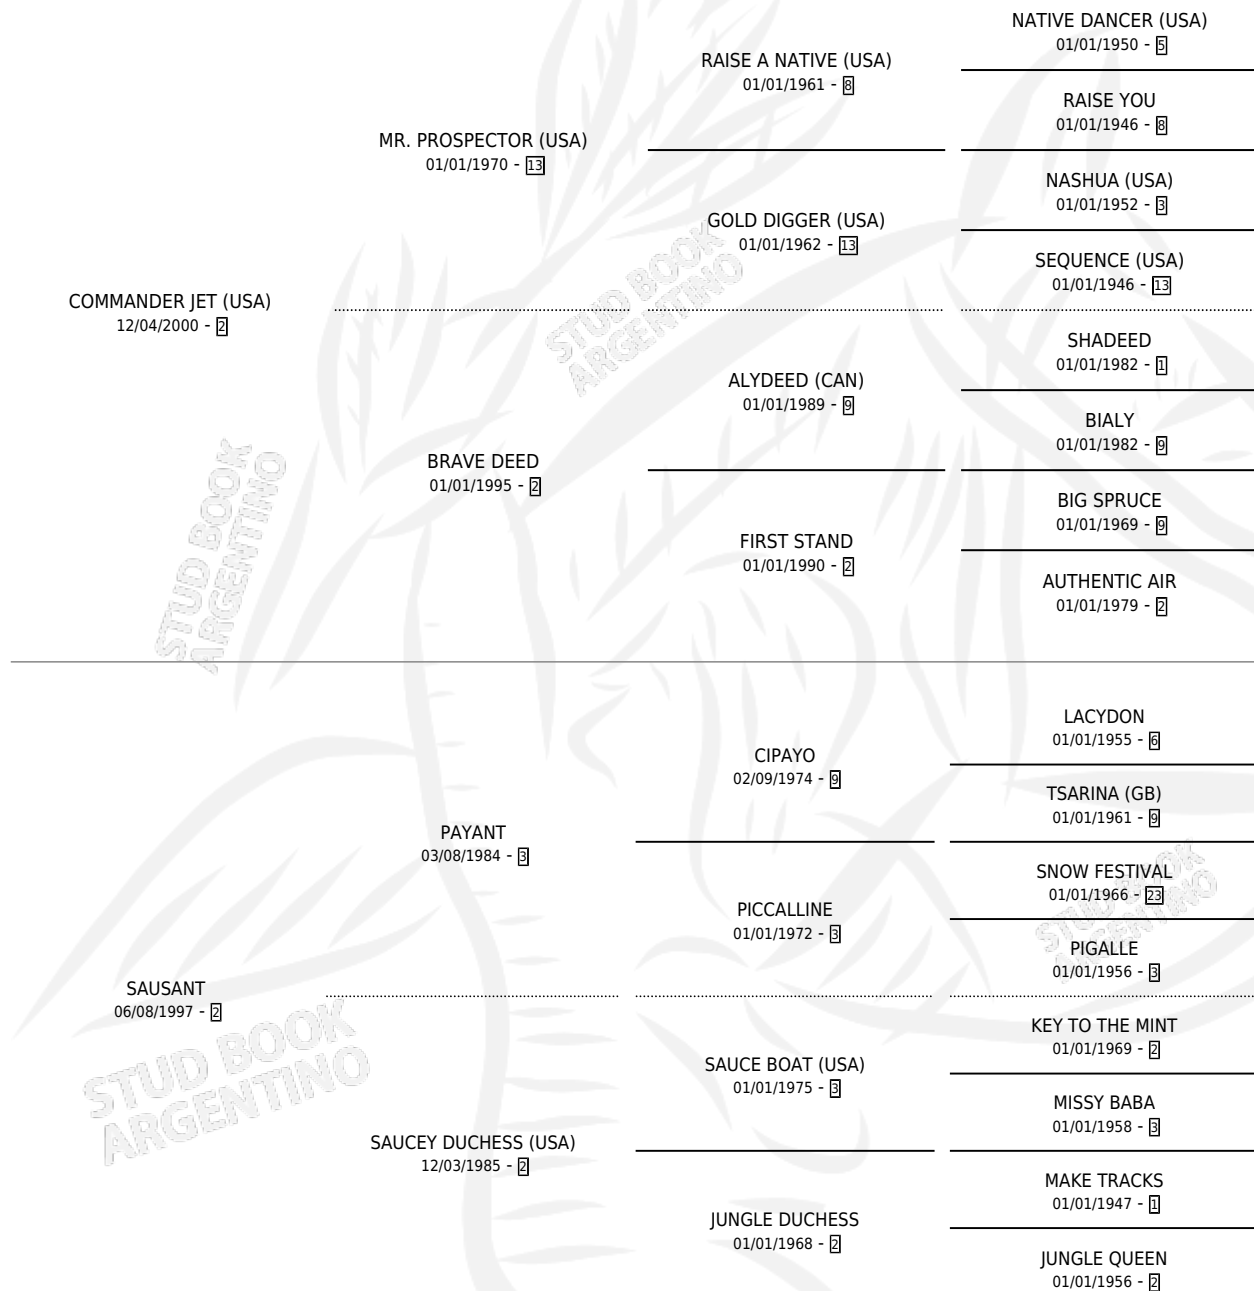 NATIVE DANCER (USA)
01/01/1950 - 5
RAISE A NATIVE (USA)
01/01/1961 - 8
RAISE YOU
01/01/1946 - 8
MR. PROSPECTOR (USA)
01/01/1970 - 13
NASHUA (USA)
01/01/1952 - 3
GOLD DIGGER (USA)
01/01/1962 - 13
SEQUENCE (USA)
01/01/1946 - 13
COMMANDER JET (USA)
12/04/2000 - 2
SHADEED
01/01/1982 - 1
ALYDEED (CAN)
01/01/1989 - 9
BIALY
01/01/1982 - 9
BRAVE DEED
01/01/1995 - 2
BIG SPRUCE
01/01/1969 - 9
FIRST STAND
01/01/1990 - 2
AUTHENTIC AIR
01/01/1979 - 2
LACYDON
01/01/1955 - 6
CIPAYO
02/09/1974 - 9
TSARINA (GB)
01/01/1961 - 9
PAYANT
03/08/1984 - 3
SNOW FESTIVAL
01/01/1966 - 23
PICCALLINE
01/01/1972 - 3
PIGALLE
01/01/1956 - 3
SAUSANT
06/08/1997 - 2
KEY TO THE MINT
01/01/1969 - 2
SAUCE BOAT (USA)
01/01/1975 - 3
MISSY BABA
01/01/1958 - 3
SAUCEY DUCHESS (USA)
12/03/1985 - 2
MAKE TRACKS
01/01/1947 - 1
JUNGLE DUCHESS
01/01/1968 - 2
JUNGLE QUEEN
01/01/1956 - 2
STUD BOOK
ARGENTINO
STUD BOOK
ARGENTINO
STUD BOOK
ARGENTINO
STUD BOOK
ARGENTINO